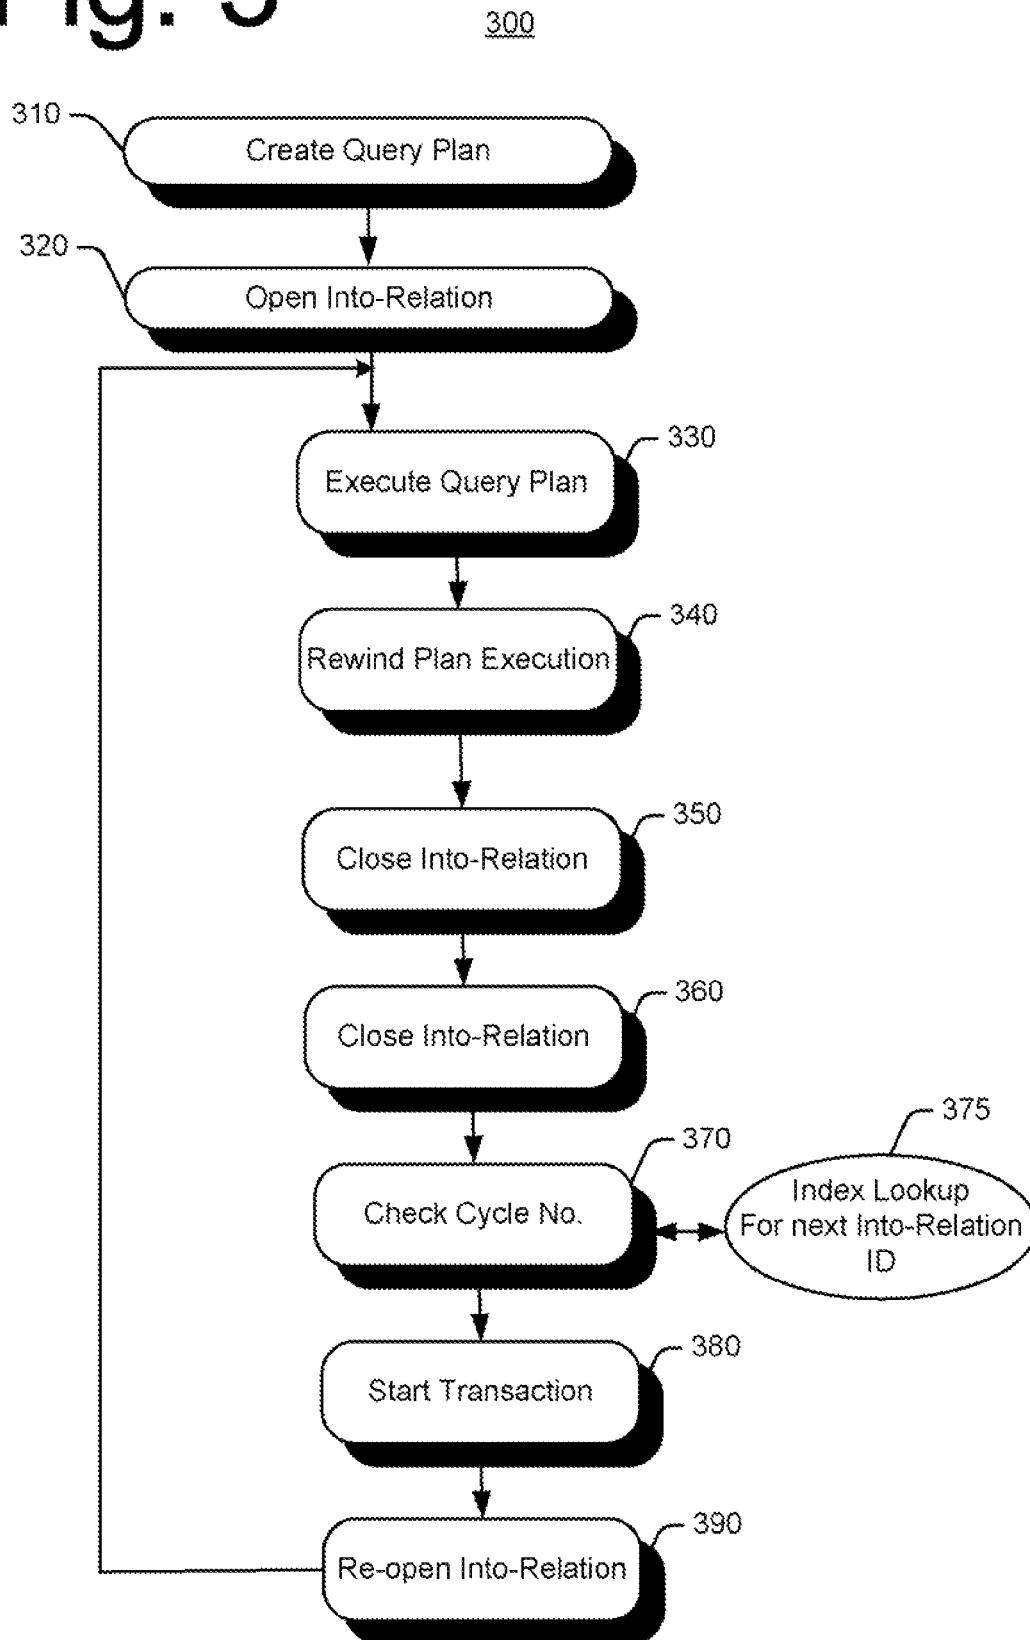 Fig. 3
300
310
Create Query Plan
320
Open Into-Relation
330
Execute Query Plan
340
Rewind Plan Execution
350
Close Into-Relation
360
Close Into-Relation
370
Check Cycle No.
375
Index Lookup
For next Into-Relation
ID
380
Start Transaction
390
Re-open Into-Relation